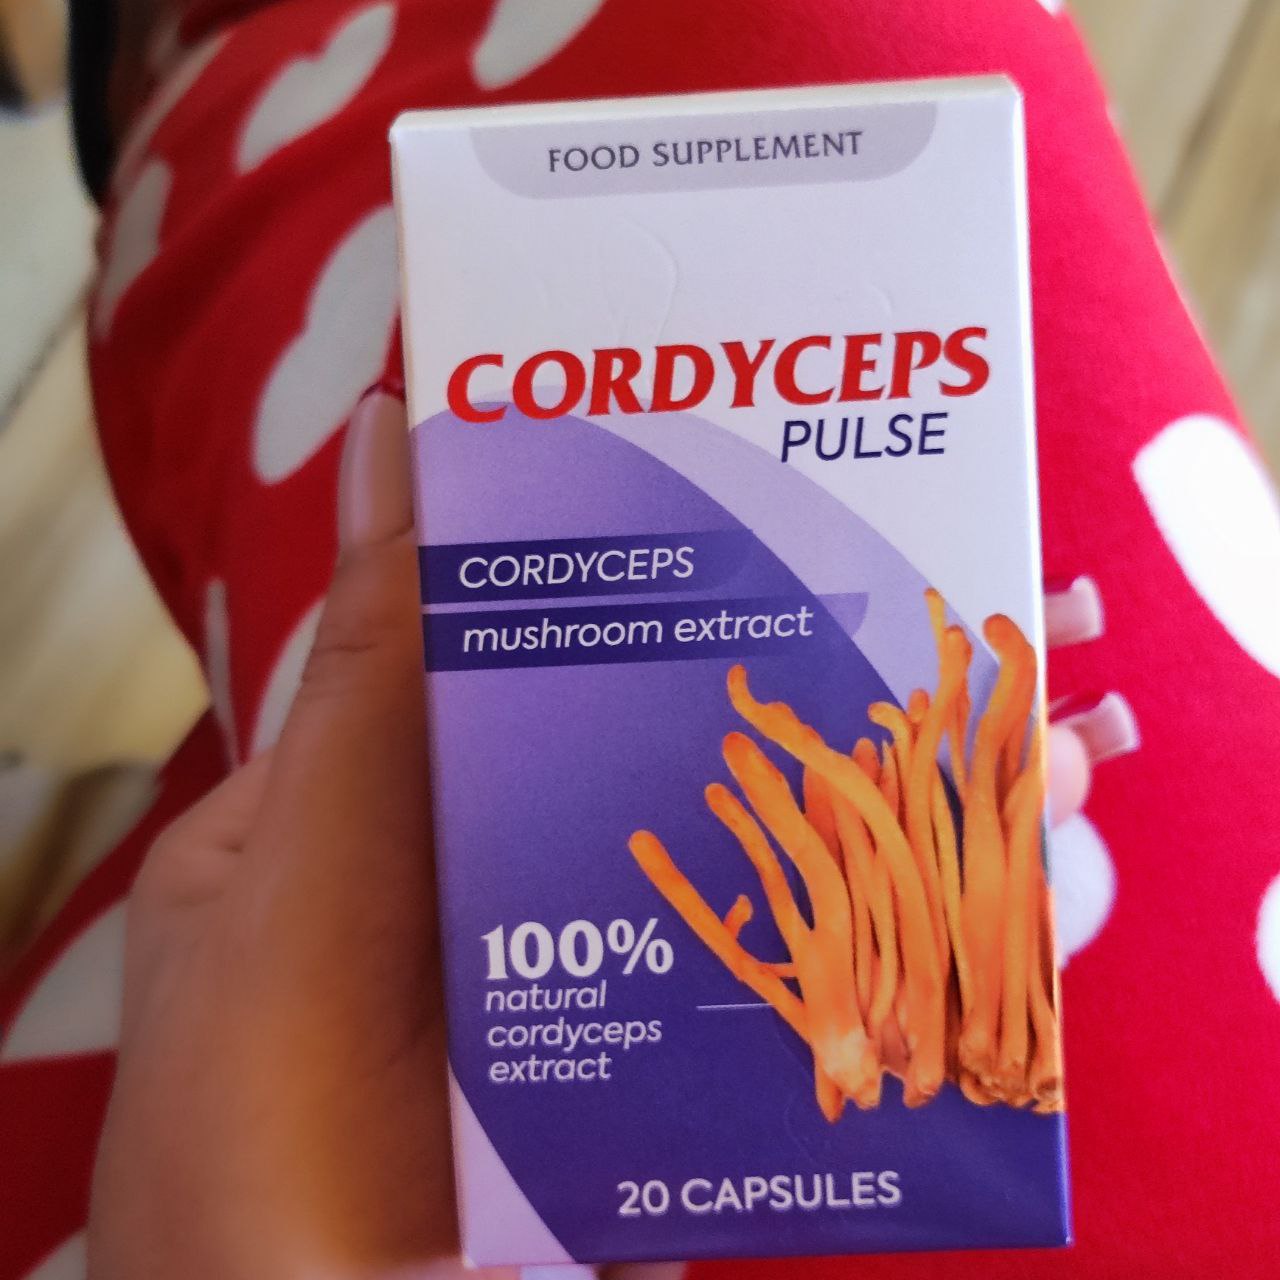 FOOD SUPPLEMENT
CORDYCEPS
PULSE
CORDYCEPS
mushroom extract
100%
natural
cordyceps
extract
20 CAPSULES